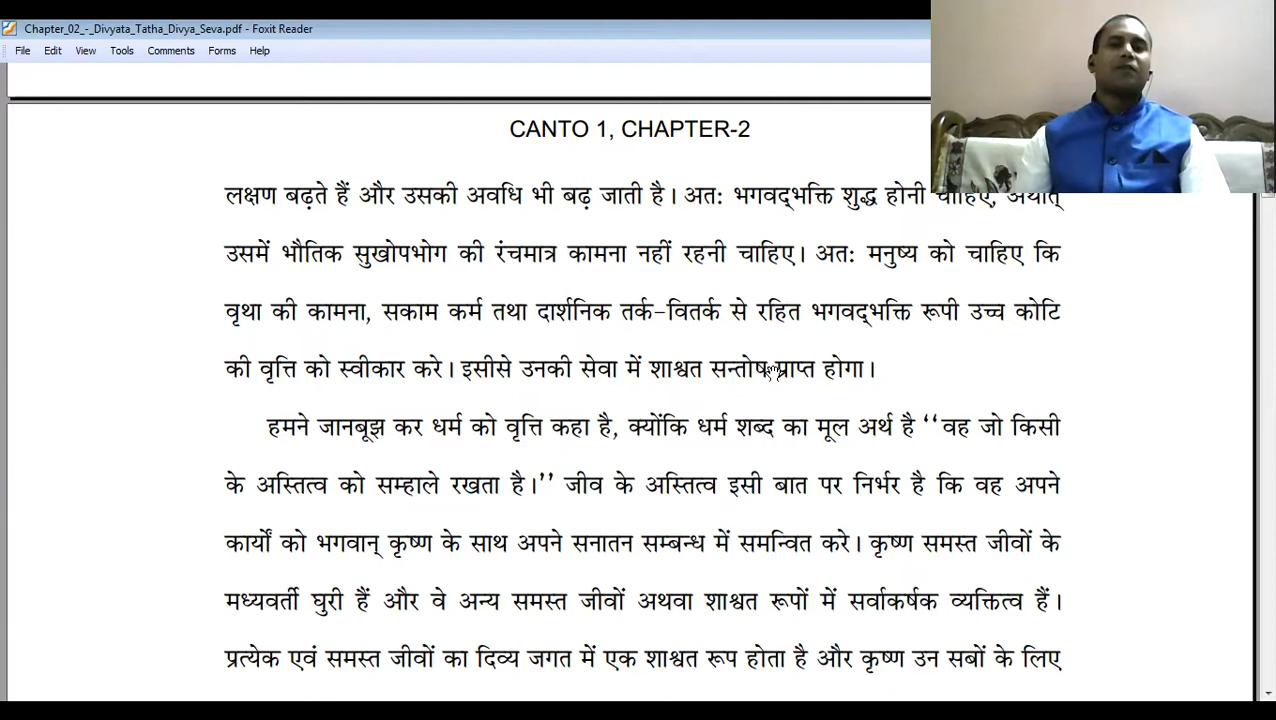 Chapter_02_-_Divyata_Tatha_Divya_Seva.pdf - Foxit Reader
File Edit View Tools Comments Forms Help
CANTO 1, CHAPTER-2
लक्षण बढ़ते हैं और उसकी अवधि भी बढ़ जाती है। अत: भगवद्भक्ति शुद्ध होनी चाहिए, अर्थात्
उसमें भौतिक सुखोपभोग की रंचमात्र कामना नहीं रहनी चाहिए। अत: मनुष्य को चाहिए कि
वृथा की कामना, सकाम कर्म तथा दार्शनिक तर्क-वितर्क से रहित भगवद्भक्ति रूपी उच्च कोटि
की वृत्ति को स्वीकार करे। इसीसे उनकी सेवा में शाश्वत सन्तोष प्राप्त होगा।
हमने जानबूझ कर धर्म को वृत्ति कहा है, क्योंकि धर्म शब्द का मूल अर्थ है ‘‘वह जो किसी
के अस्तित्व को सम्हाले रखता है।’’ जीव के अस्तित्व इसी बात पर निर्भर है कि वह अपने
कार्यों को भगवान् कृष्ण के साथ अपने सनातन सम्बन्ध में समन्वित करे। कृष्ण समस्त जीवों के
मध्यवर्ती घुरी हैं और वे अन्य समस्त जीवों अथवा शाश्वत रूपों में सर्वाकर्षक व्यक्तित्व हैं।
प्रत्येक एवं समस्त जीवों का दिव्य जगत में एक शाश्वत रूप होता है और कृष्ण उन सबों के लिए